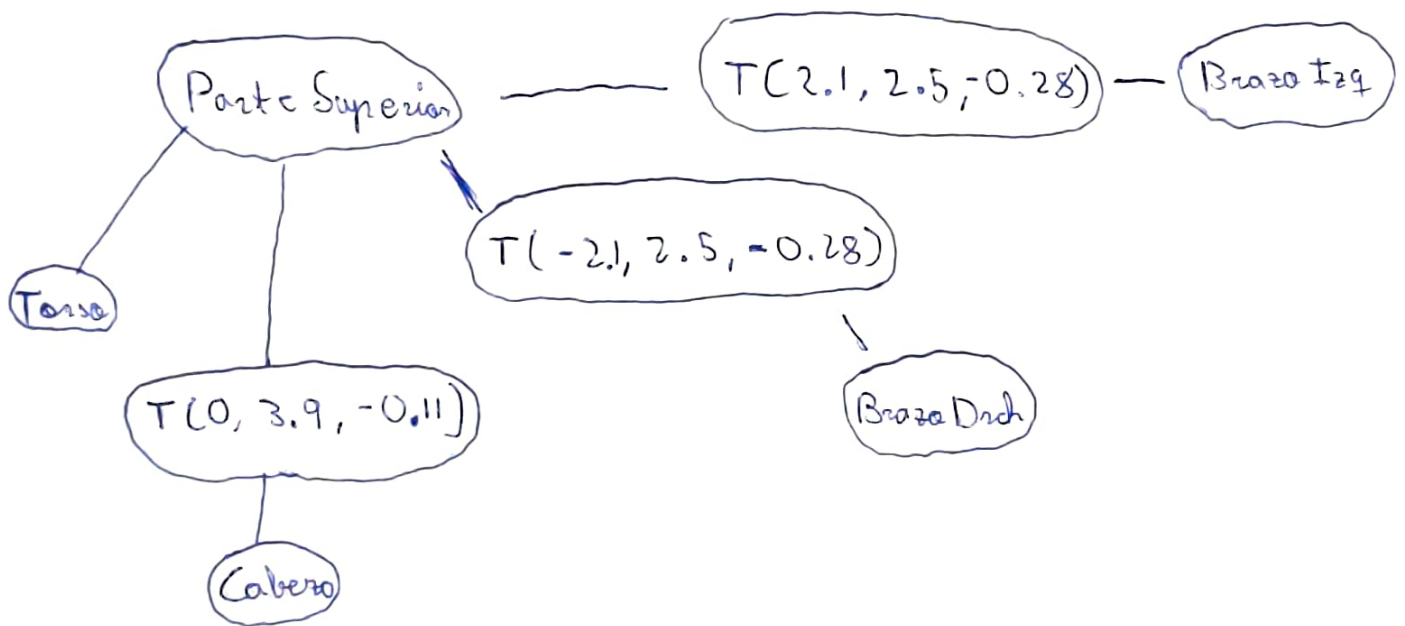 Parte Superior
T(2.1, 2.5, -0.28)
Brazo Izq
T(-2.1, 2.5, -0.28)
Torso
T(0, 3.9, -0.11)
Brazo Drch
Cabeza